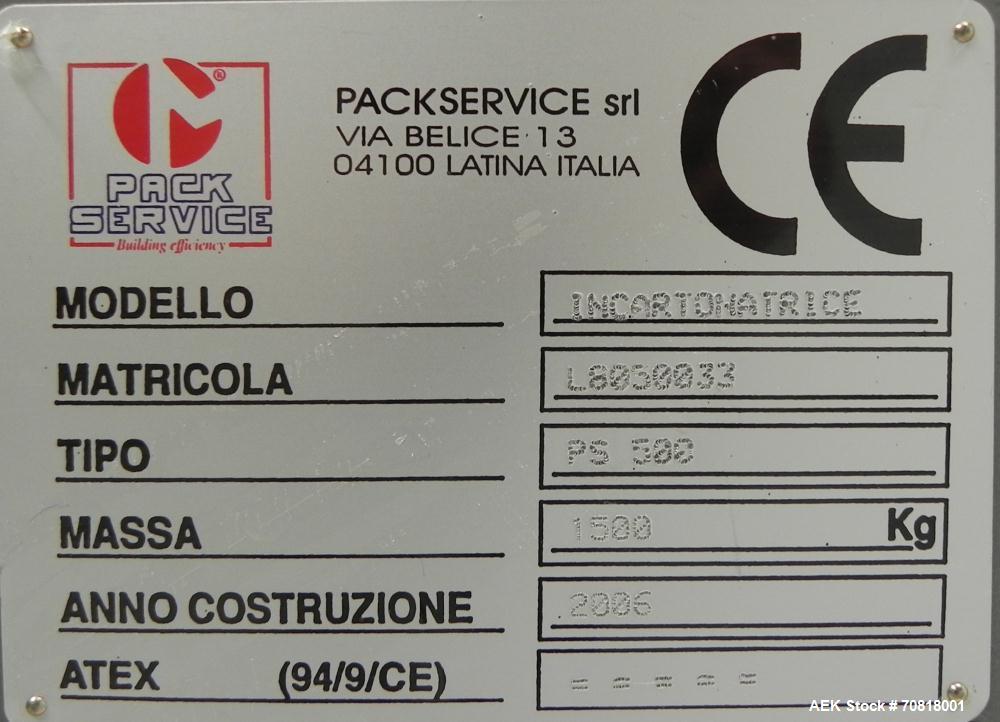 PACK
SERVICE
Building efficiency
®
PACKSERVICE srl
VIA BELICE 13
04100 LATINA ITALIA
CE
MODELLO INCARTONATRICE
MATRICOLA L8050033
TIPO PS 500
MASSA 1500 Kg
ANNO COSTRUZIONE 2006
ATEX (94/9/CE)
AEK Stock # 70818001